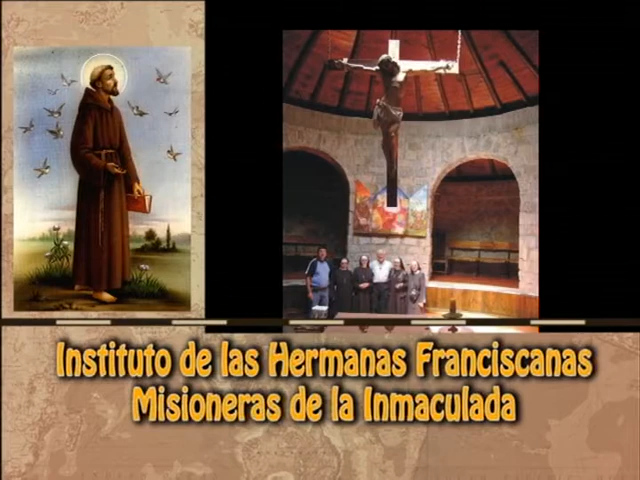 Instituto de las Hermanas Franciscanas
Misioneras de la Inmaculada